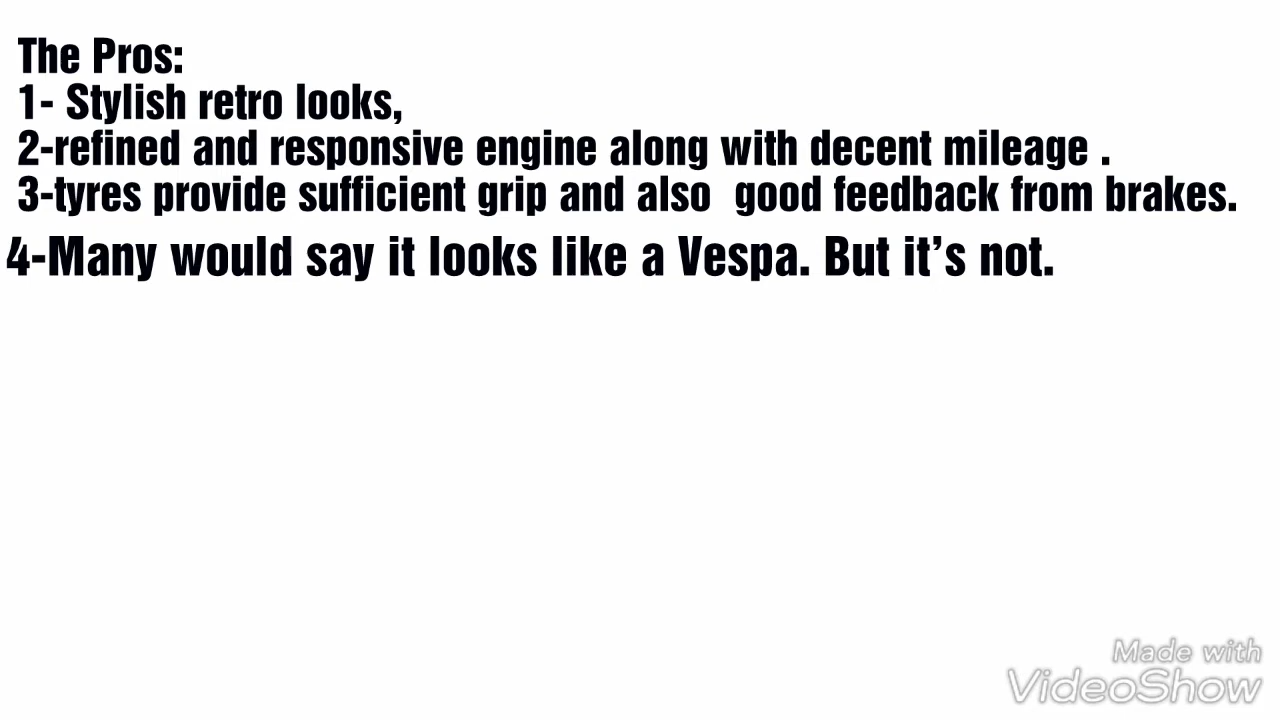 The Pros:
1- Stylish retro looks,
2-refined and responsive engine along with decent mileage .
3-tyres provide sufficient grip and also  good feedback from brakes.
4-Many would say it looks like a Vespa. But it’s not.
Made with
VideoShow